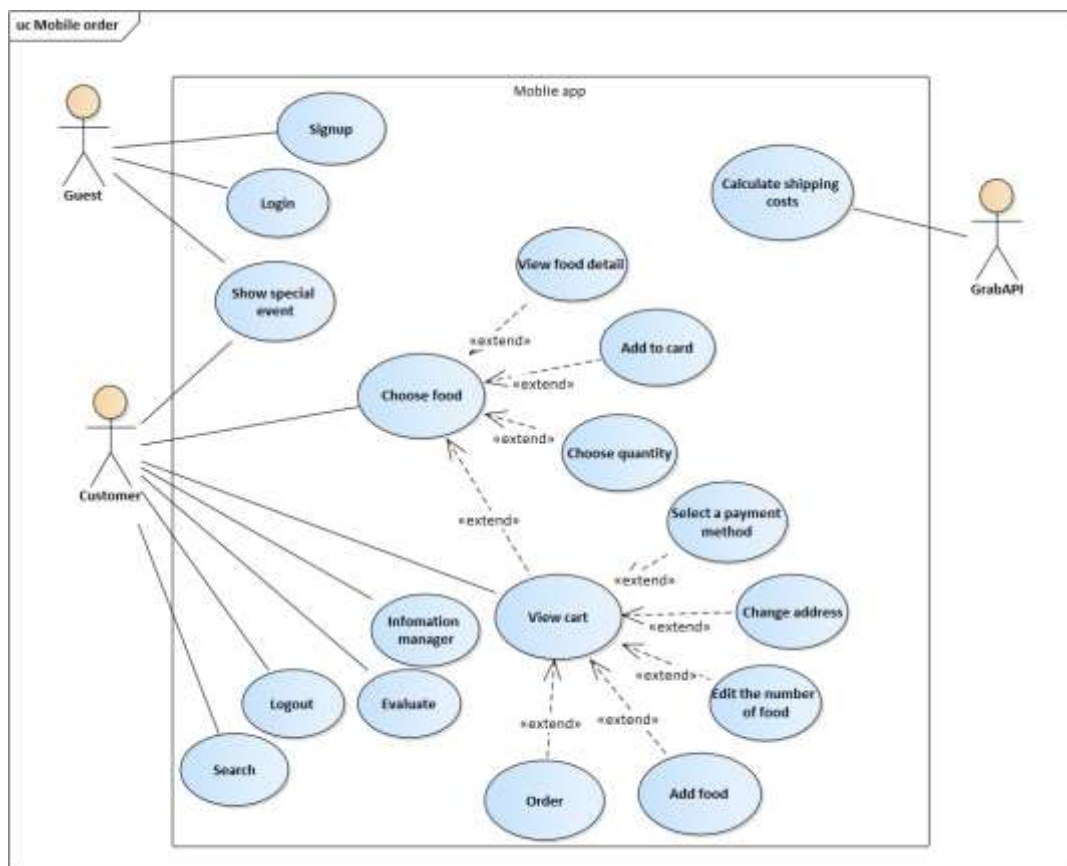 uc Mobile order
Moblie app
Signup
Guest
Login
Calculate shipping
costs
GrabAPI
View food detail
Show special
event
«extend»
Add to card
«extend»
Choose food
«extend»
Choose quantity
Customer
Select a payment
method
«extend»
«extend»
View cart
Change address
«extend»
Infomation
manager
«extend»
Edit the number
of food
Logout
Evaluate
«extend»
«extend»
Search
Order
Add food